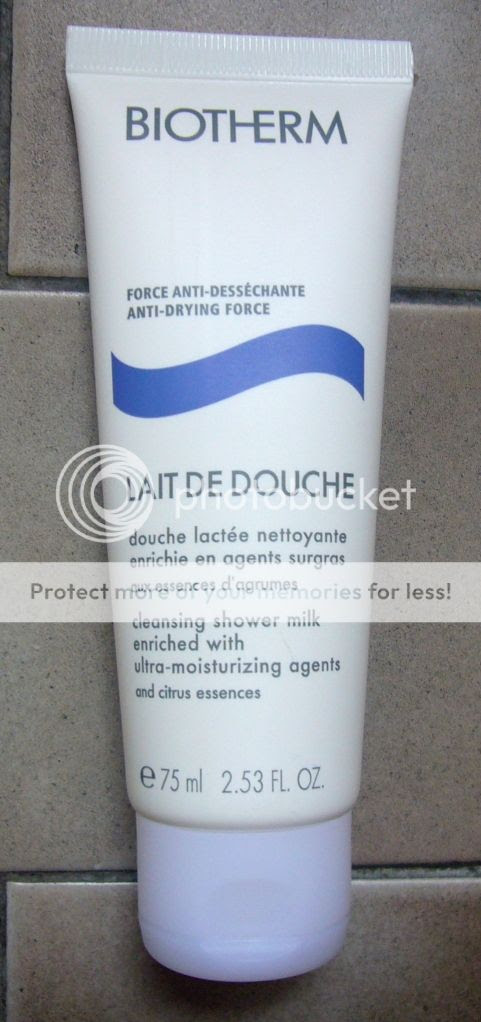 BIOTHERM
FORCE ANTI-DESSÉCHANTE
ANTI-DRYING FORCE
LAIT DE DOUCHE
photobucket
douche lactée nettoyante
enrichie en agents surgras
aux essences d'agrumes
Protect more of your memories for less!
cleansing shower milk
enriched with
ultra-moisturizing agents
and citrus essences
e 75 ml 2.53 FL. OZ.